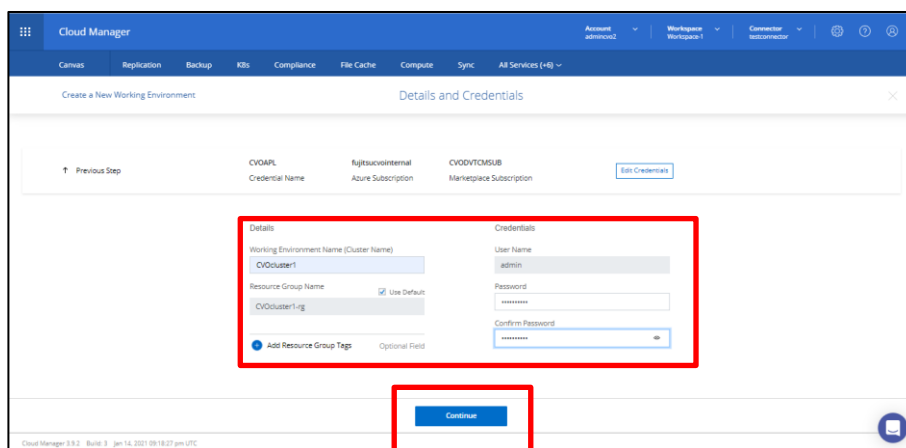 Cloud Manager
Account
admincvo2
Workspace
Workspace-1
Connector
testconnector
Canvas Replication Backup K8s Compliance File Cache Compute Sync All Services (+6)
Create a New Working Environment
Details and Credentials
Previous Step
CVOAPL
Credential Name
fujitsucvointernal
Azure Subscription
CVODVTCMSUB
Marketplace Subscription
Edit Credentials
Details
Working Environment Name (Cluster Name)
CVOcluster1
Resource Group Name
Use Default
CVOcluster1-rg
Add Resource Group Tags
Optional Field
Credentials
User Name
admin
Password
••••••••••
Confirm Password
••••••••••
Continue
Cloud Manager 3.9.2 Build: 3 Jan 14, 2021 09:18:27 pm UTC